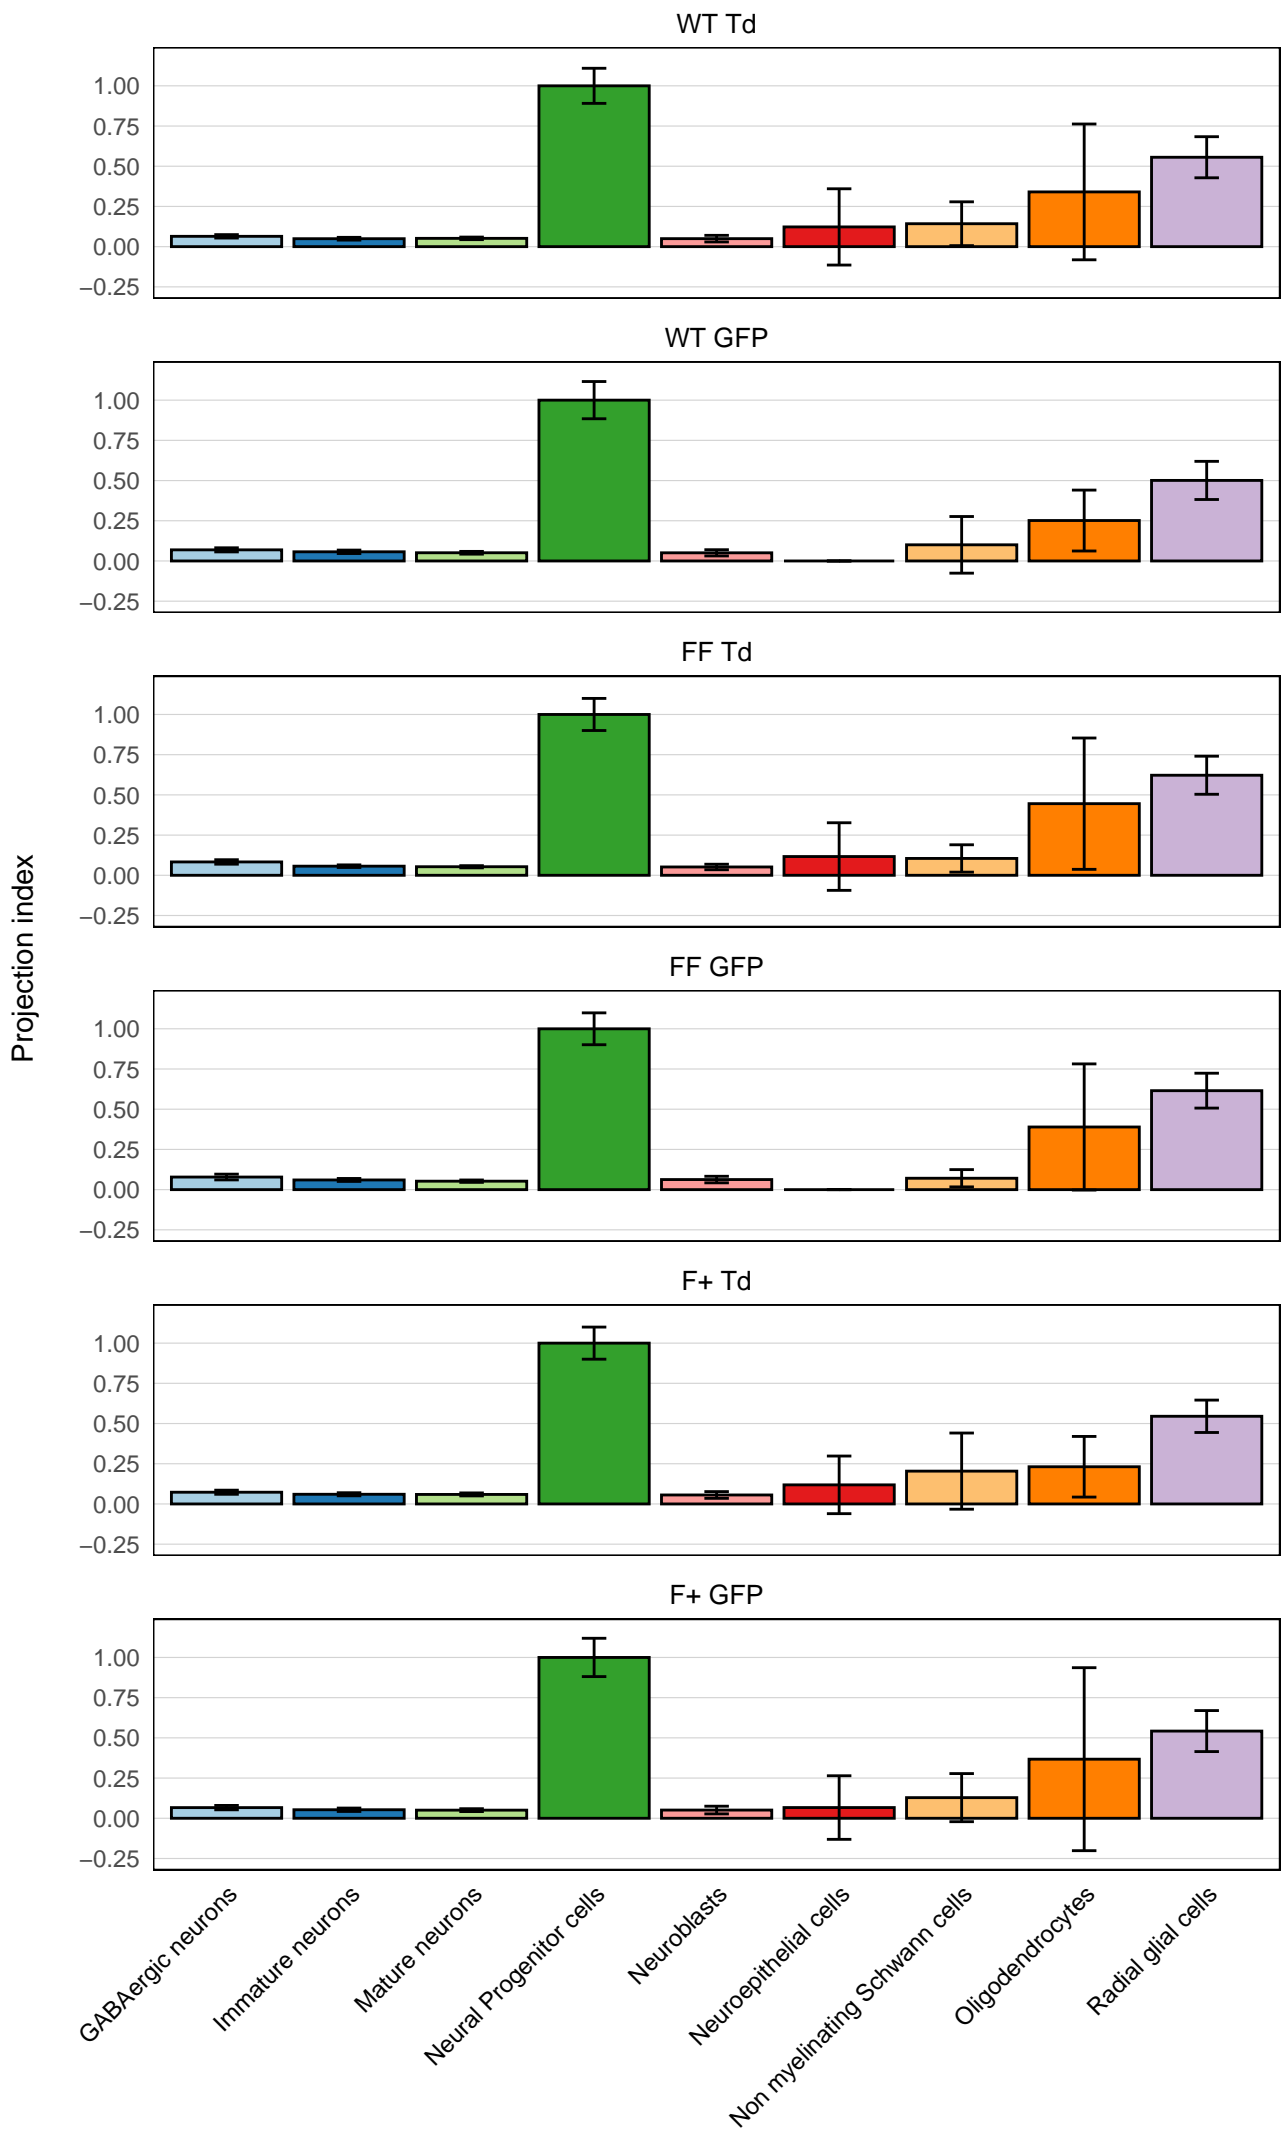 WT Td
1.00
0.75
0.50
0.25
0.00
−0.25
WT GFP
1.00
0.75
0.50
0.25
0.00
−0.25
FF Td
1.00
0.75
0.50
0.25
0.00
−0.25
Projection index
FF GFP
1.00
0.75
0.50
0.25
0.00
−0.25
F+ Td
1.00
0.75
0.50
0.25
0.00
−0.25
F+ GFP
1.00
0.75
0.50
0.25
0.00
−0.25
GABAergic neurons
Immature neurons
Mature neurons
Neural Progenitor cells
Neuroblasts
Neuroepithelial cells
Non myelinating Schwann cells
Oligodendrocytes
Radial glial cells